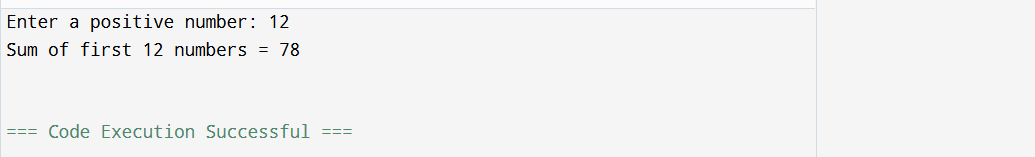 Enter a positive number: 12
Sum of first 12 numbers = 78
=== Code Execution Successful ===